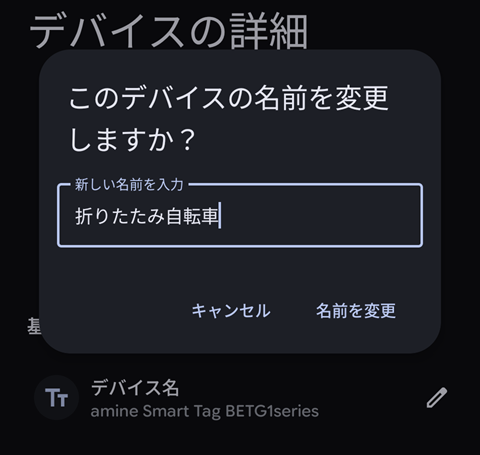 デバイスの詳細
このデバイスの名前を変更
しますか？
新しい名前を入力
折りたたみ自転車
キャンセル 名前を変更
基
Tт
デバイス名
amine Smart Tag BETG1series